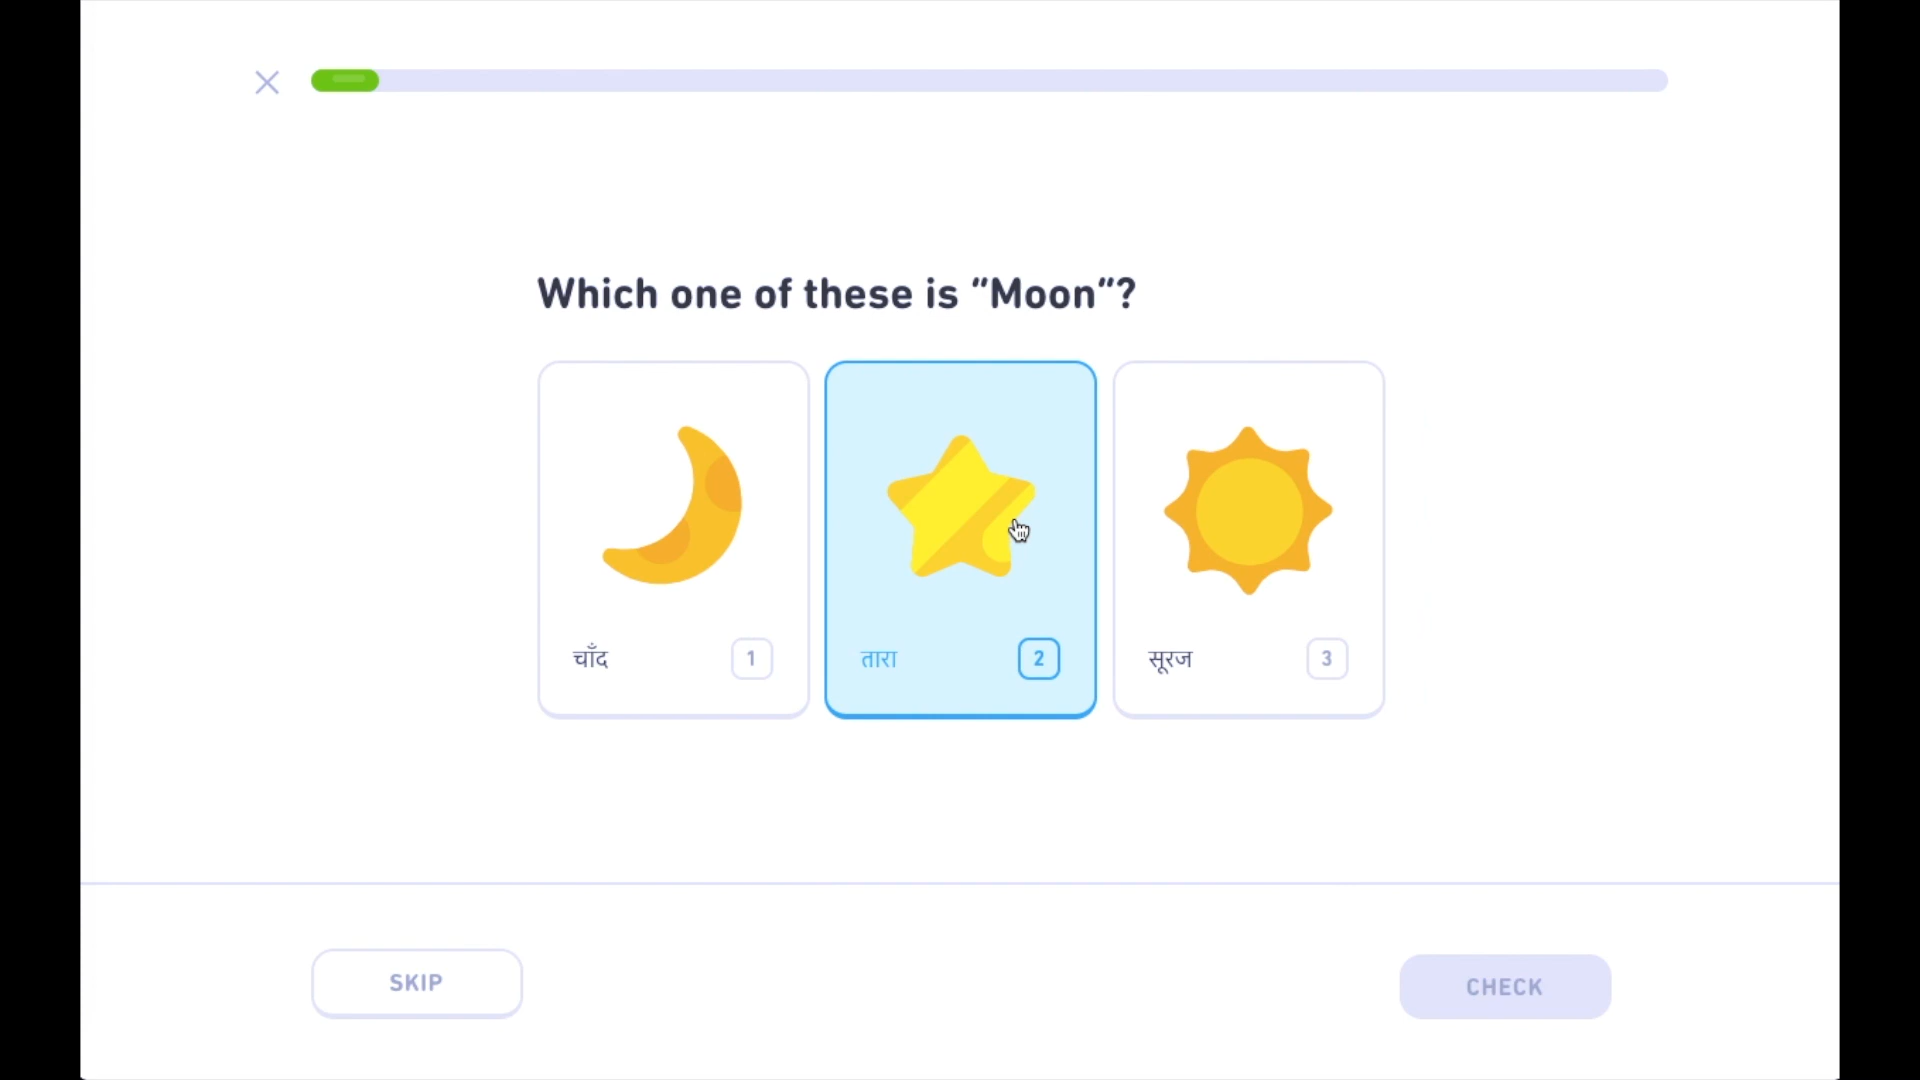 Which one of these is “Moon”?
चाँद 1
तारा 2
सूरज 3
SKIP
CHECK